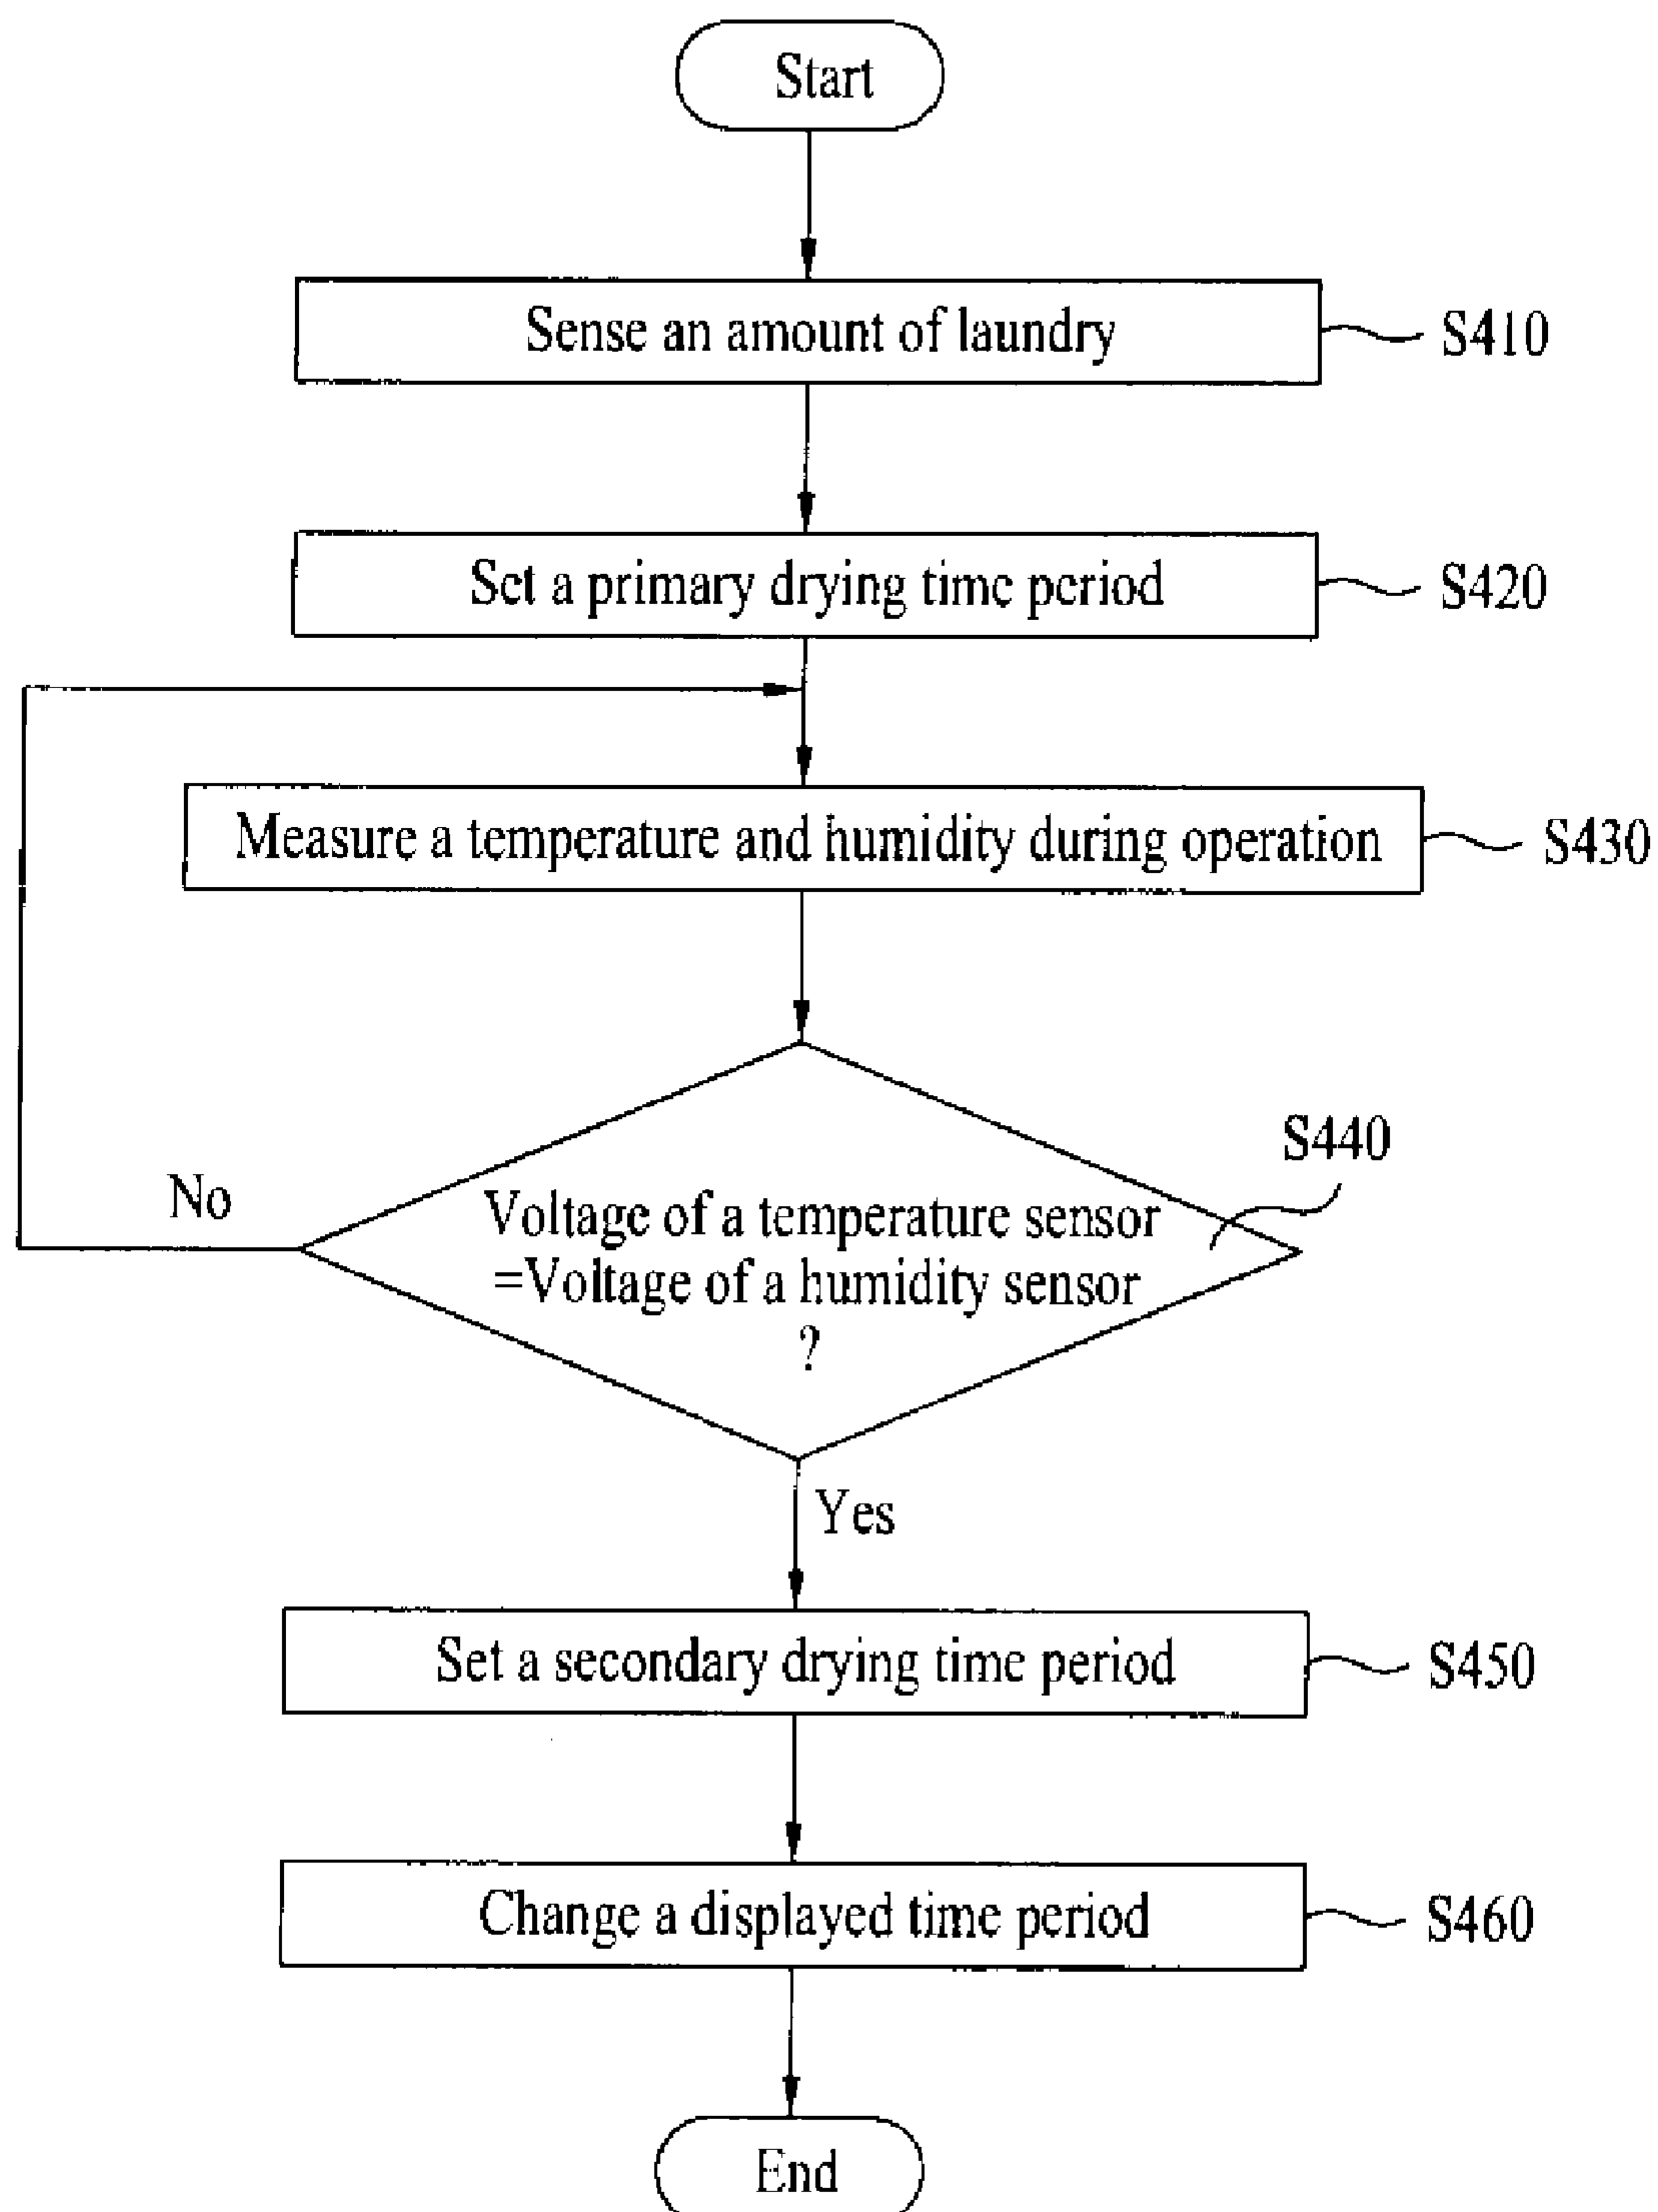 Start
Sense an amount of laundry
S410
Set a primary drying time period
S420
Measure a temperature and humidity during operation
S430
S440
No
Voltage of a temperature sensor
=Voltage of a humidity sensor
?
Yes
Set a secondary drying time period
S450
Change a displayed time period
S460
End